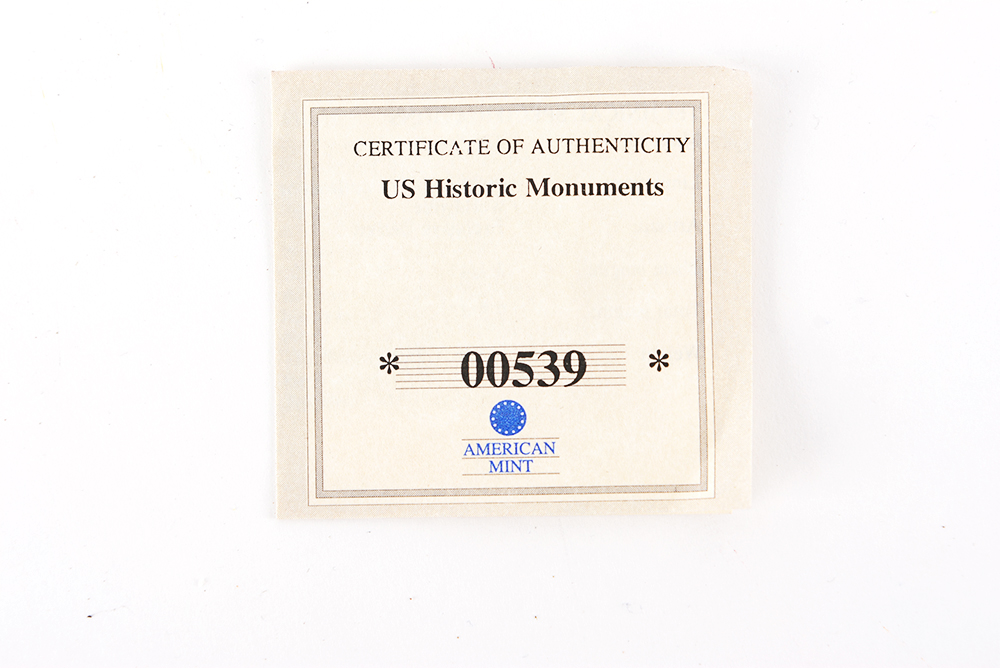 CERTIFICATE OF AUTHENTICITY
US Historic Monuments
* 00539 *
AMERICAN
MINT